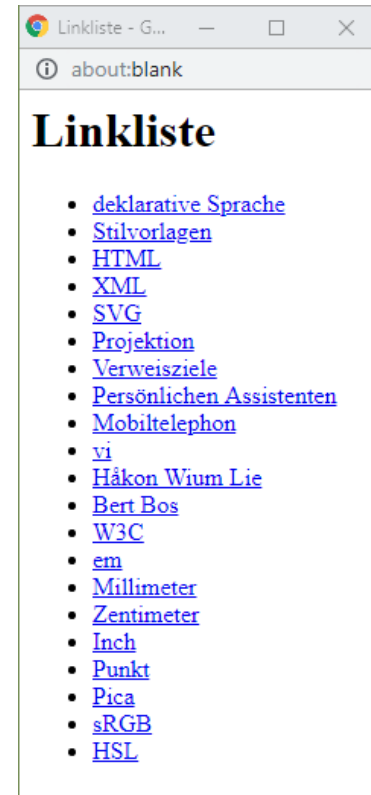 Linkliste - G...
about:blank
Linkliste
deklarative Sprache
Stilvorlagen
HTML
XML
SVG
Projektion
Verweisziele
Persönlichen Assistenten
Mobiltelephon
vi
Håkon Wium Lie
Bert Bos
W3C
em
Millimeter
Zentimeter
Inch
Punkt
Pica
sRGB
HSL